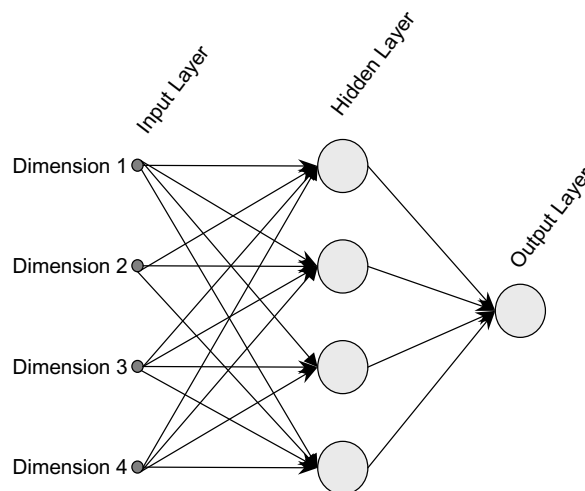 Input Layer
Hidden Layer
Output Layer
Dimension 1
Dimension 2
Dimension 3
Dimension 4